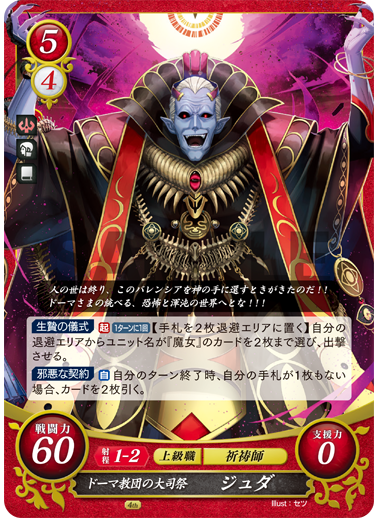 5
4
人の世は終り、このバレンシアを神の手に還すときがきたのだ!!
ドーマさまの統べる、恐怖と渾沌の世界へとな!!!
生贄の儀式 起 1ターンに1回 【手札を2枚退避エリアに置く】自分の
退避エリアからユニット名が『魔女』のカードを2枚まで選び、出撃
させる。
邪悪な契約 自 自分のターン終了時、自分の手札が1枚もない
場合、カードを2枚引く。
戦闘力
60
射程 1-2 上級職 祈祷師
支援力
0
ドーマ教団の大司祭 ジュダ
4th
Illust:セツ